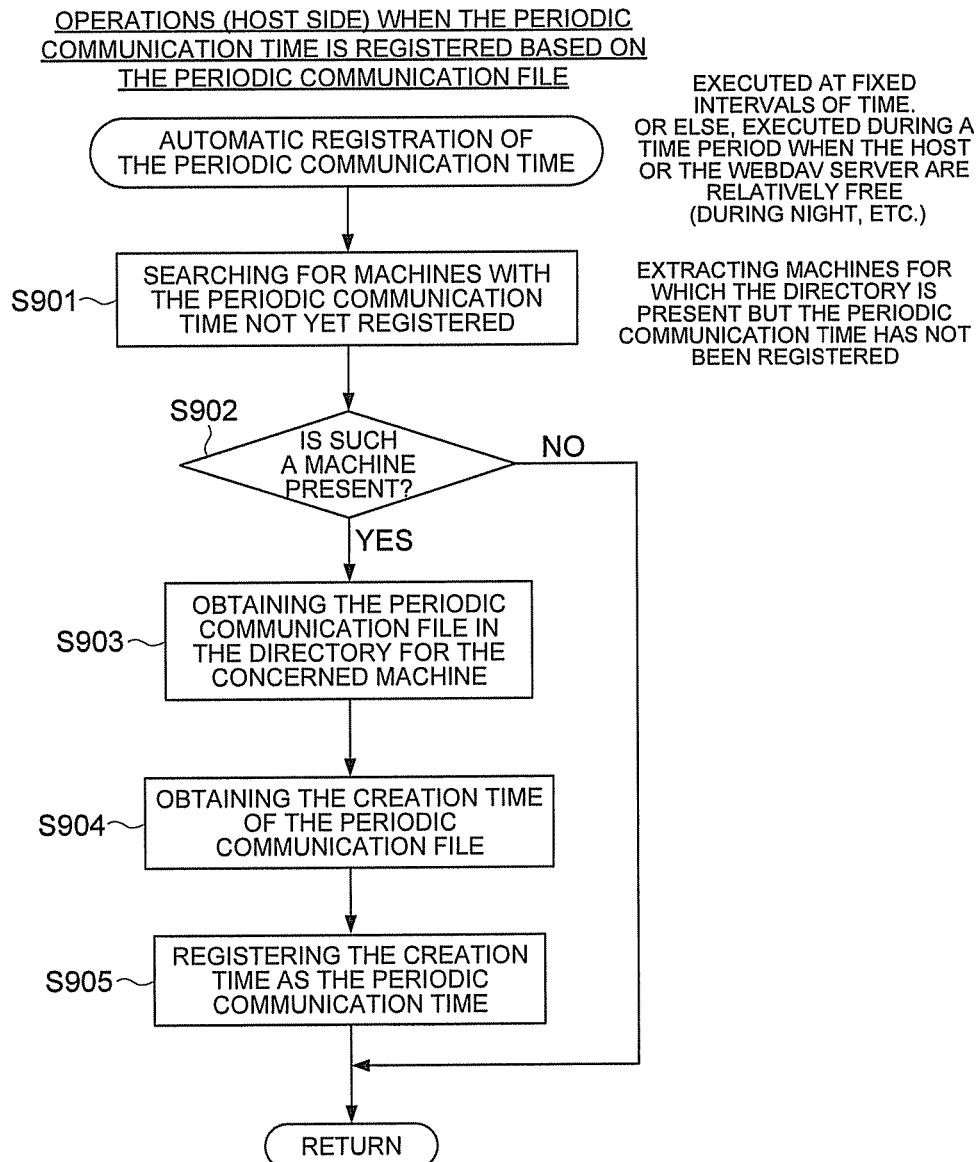 OPERATIONS (HOST SIDE) WHEN THE PERIODIC
COMMUNICATION TIME IS REGISTERED BASED ON
THE PERIODIC COMMUNICATION FILE
EXECUTED AT FIXED
INTERVALS OF TIME.
OR ELSE, EXECUTED DURING A
TIME PERIOD WHEN THE HOST
OR THE WEBDAV SERVER ARE
RELATIVELY FREE
(DURING NIGHT, ETC.)
AUTOMATIC REGISTRATION OF
THE PERIODIC COMMUNICATION TIME
S901
SEARCHING FOR MACHINES WITH
THE PERIODIC COMMUNICATION
TIME NOT YET REGISTERED
EXTRACTING MACHINES FOR
WHICH THE DIRECTORY IS
PRESENT BUT THE PERIODIC
COMMUNICATION TIME HAS NOT
BEEN REGISTERED
S902
IS SUCH
A MACHINE
PRESENT?
NO
YES
S903
OBTAINING THE PERIODIC
COMMUNICATION FILE IN
THE DIRECTORY FOR THE
CONCERNED MACHINE
S904
OBTAINING THE CREATION TIME
OF THE PERIODIC
COMMUNICATION FILE
S905
REGISTERING THE CREATION
TIME AS THE PERIODIC
COMMUNICATION TIME
RETURN